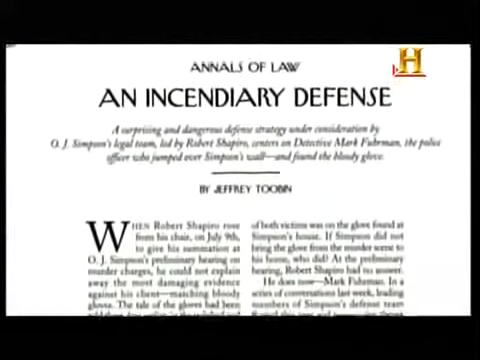 H
ANNALS OF LAW
AN INCENDIARY DEFENSE
A surprising and dangerous defense strategy under consideration by
O. J. Simpson's legal team, led by Robert Shapiro, centers on Detective Mark Fuhrman, the police
officer who jumped over Simpson's wall—and found the bloody glove.
BY JEFFREY TOOBIN
WHEN Robert Shapiro rose
from his chair, on July 9th,
to give his summation at
O. J. Simpson's preliminary hearing on
murder charges, he could not explain
away the most damaging evidence
against his client—matching bloody
gloves. The tale of the gloves had been
of both victims was on the glove found at
Simpson's house. If Simpson did not
bring the glove from the murder scene to
his home, who did? At the preliminary
hearing, Robert Shapiro had no answer.
He does now—Mark Fuhrman. In a
series of conversations last week, leading
members of Simpson's defense team